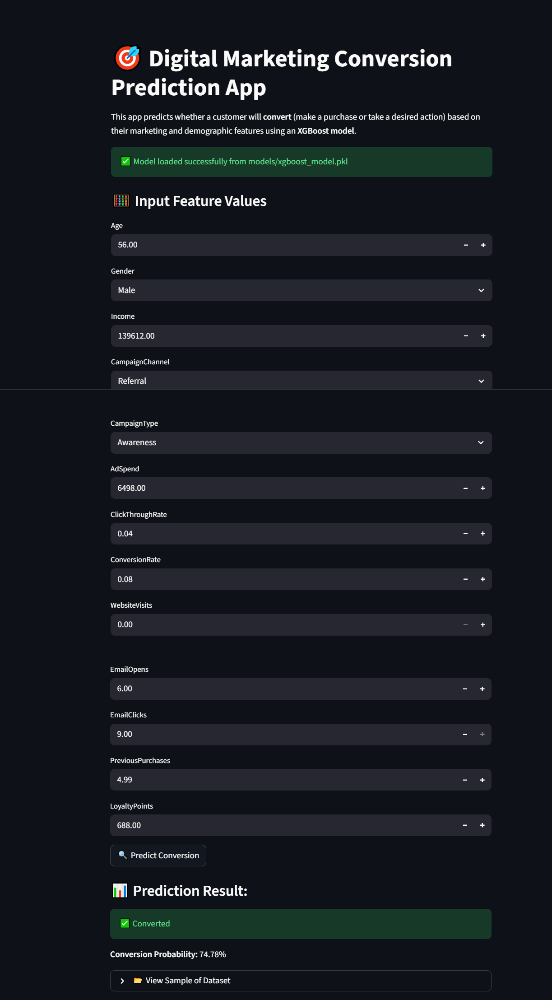 🎯 Digital Marketing Conversion
Prediction App
This app predicts whether a customer will convert (make a purchase or take a desired action) based on
their marketing and demographic features using an XGBoost model.
✅ Model loaded successfully from models/xgboost_model.pkl
🧮 Input Feature Values
Age
56.00
Gender
Male
Income
139612.00
CampaignChannel
Referral
CampaignType
Awareness
AdSpend
6498.00
ClickThroughRate
0.04
ConversionRate
0.08
WebsiteVisits
0.00
EmailOpens
6.00
EmailClicks
9.00
PreviousPurchases
4.99
LoyaltyPoints
688.00
🔍 Predict Conversion
📊 Prediction Result:
✅ Converted
Conversion Probability: 74.78%
📂 View Sample of Dataset